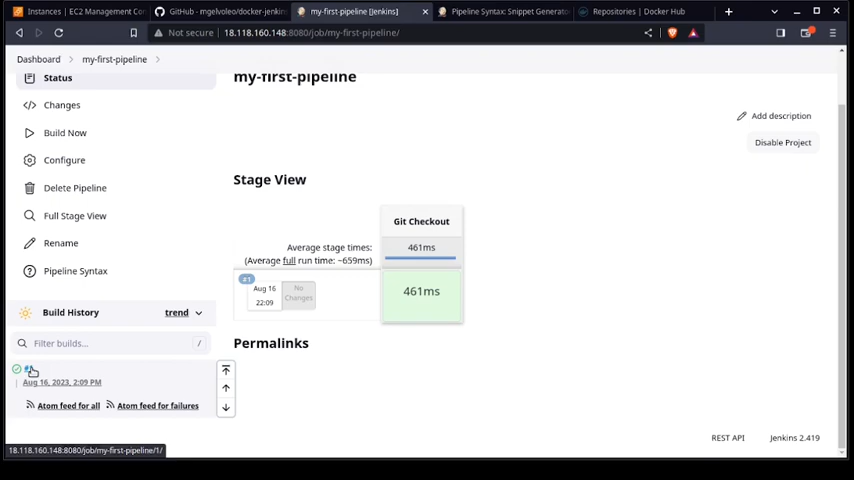 Instances | EC2 Management Con
GitHub - mgelvoleo/docker-jenkins
my-first-pipeline [Jenkins]
Pipeline Syntax: Snippet Generator
Repositories | Docker Hub
Not secure 18.118.160.148:8080/job/my-first-pipeline/
Dashboard > my-first-pipeline >
Status
my-first-pipeline
Changes
Add description
Build Now
Disable Project
Configure
Stage View
Delete Pipeline
Full Stage View
Git Checkout
Rename
Average stage times: 461ms
(Average full run time: ~659ms)
Pipeline Syntax
#1
Aug 16
22:09
No
Changes
461ms
Build History
trend
Filter builds...
/
Permalinks
Aug 16, 2023, 2:09 PM
Atom feed for all Atom feed for failures
REST API
Jenkins 2.419
18.118.160.148:8080/job/my-first-pipeline/1/